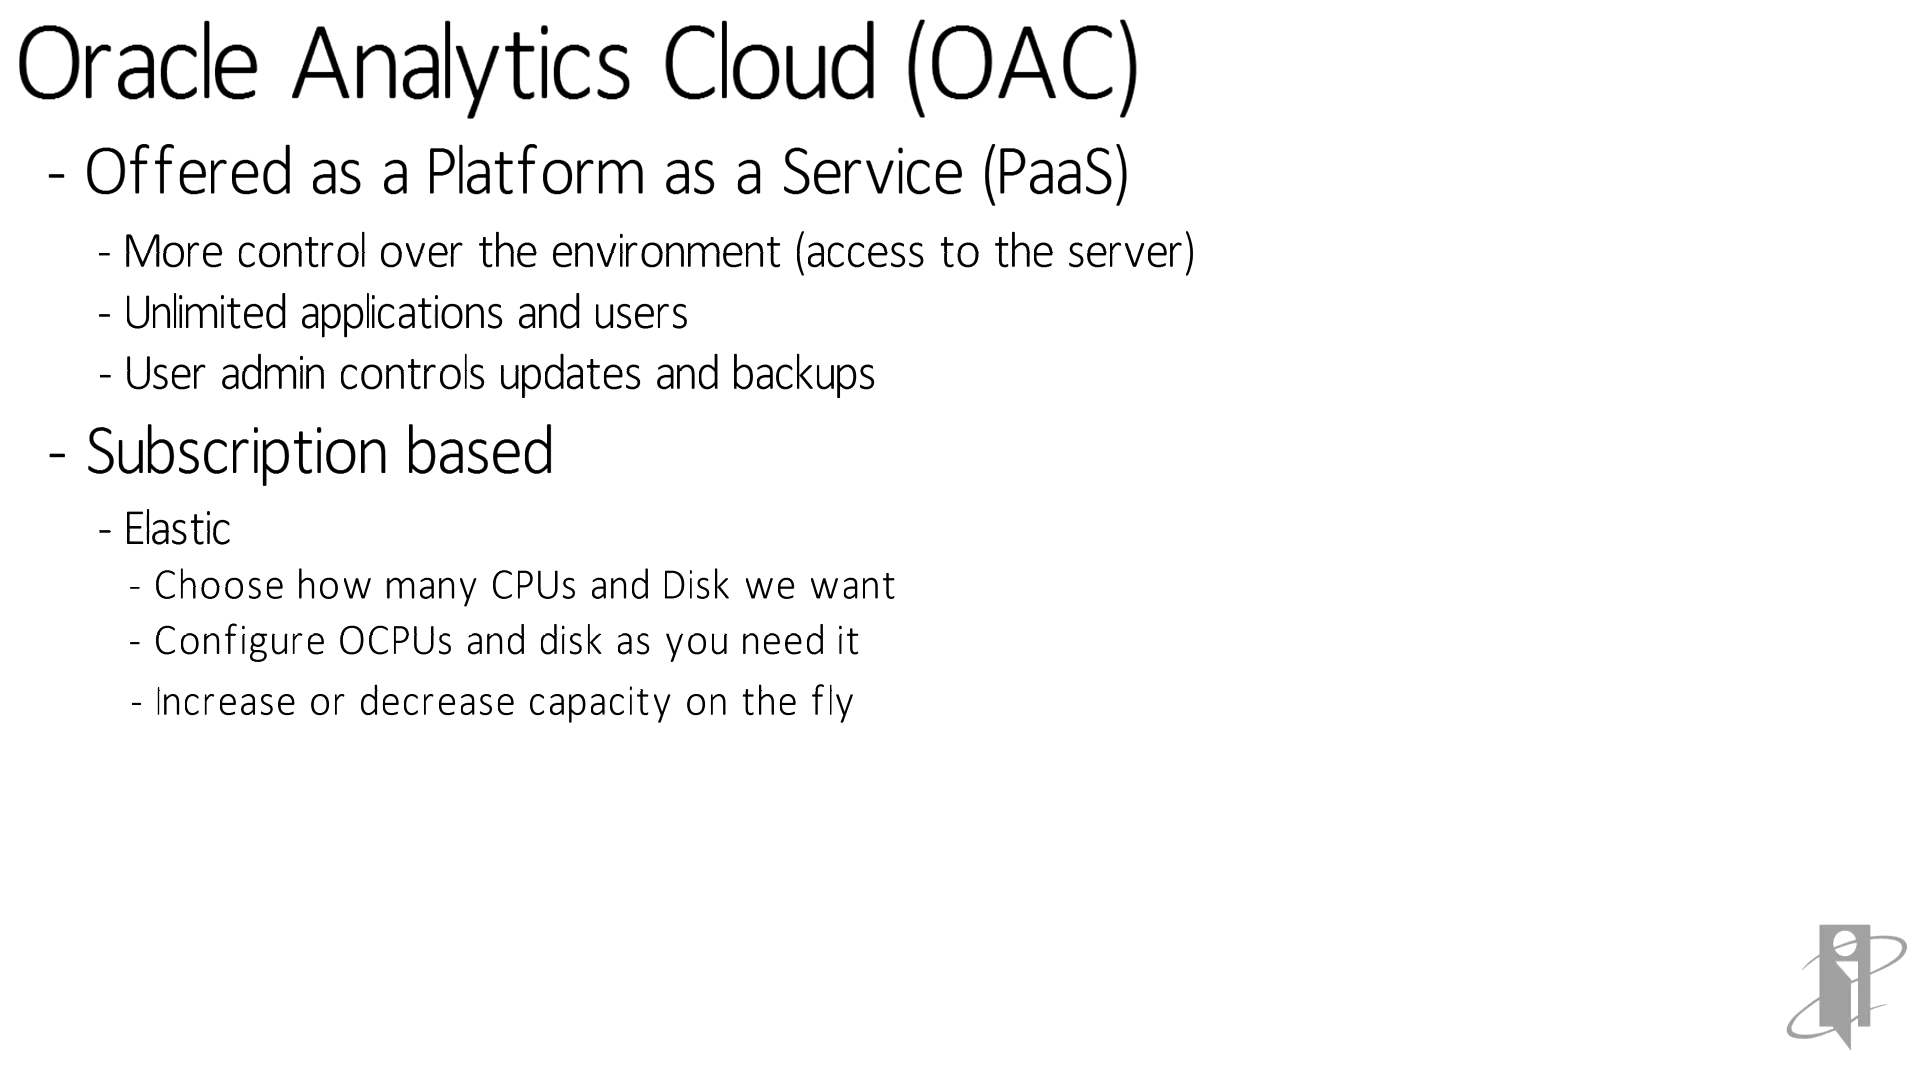 Oracle Analytics Cloud (OAC)
- Offered as a Platform as a Service (PaaS)
- More control over the environment (access to the server)
- Unlimited applications and users
- User admin controls updates and backups
- Subscription based
- Elastic
- Choose how many CPUs and Disk we want
- Configure OCPUs and disk as you need it
- Increase or decrease capacity on the fly